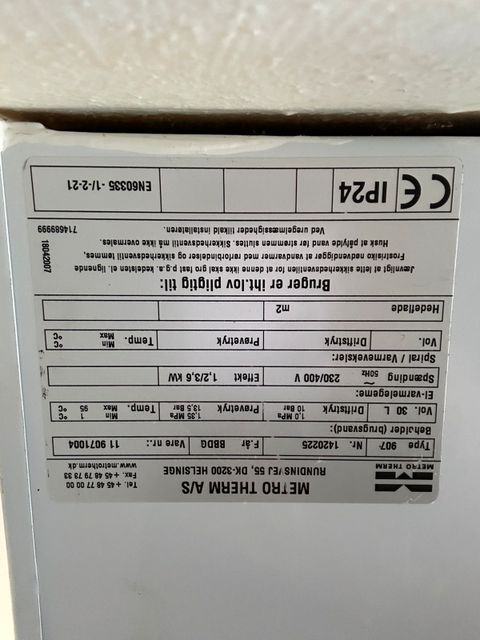 METRO THERM
METRO THERM A/S
RUNDINSVEJ 55, DK-3200 HELSINGE
Tel. + 45 48 77 00 00
Fax. + 45 48 79 79 33
www.metrotherm.dk
Type 907 Nr. 1420225 F.år BBDG Vare nr.: 11 9071004
Beholder (brugsvand):
Vol. 30 L Driftstryk 1,0 MPa 10 Bar Prøvetryk 1,35 MPa 13,5 Bar Temp. Min 1 °C Max 95 °C
El-varmelegeme:
Spænding 50Hz ~ 230/400 V Effekt 1,2/3,6 kW
Spiral / Varmeveksler:
Vol. Driftstryk Prøvetryk Temp. Min °C Max °C
Hedeflade m2
Bruger er iht.lov pligtig til:
Jævnligt at lette sikkerhedsventilen for at denne ikke skal gro fast p.g.a. kedelsten el. lignende.
Frostrisiko nødvendiggør at vandvarmer med rørforbindelser og sikkerhedsventil tømmes,
Husk at påfylde vand før strømmen sluttes. Sikkerhedsventil må ikke overmales.
Ved uregelmæssigheder tilkald installatøren.
18042007
714689999
CE IP24 EN60335 -1/-2-21